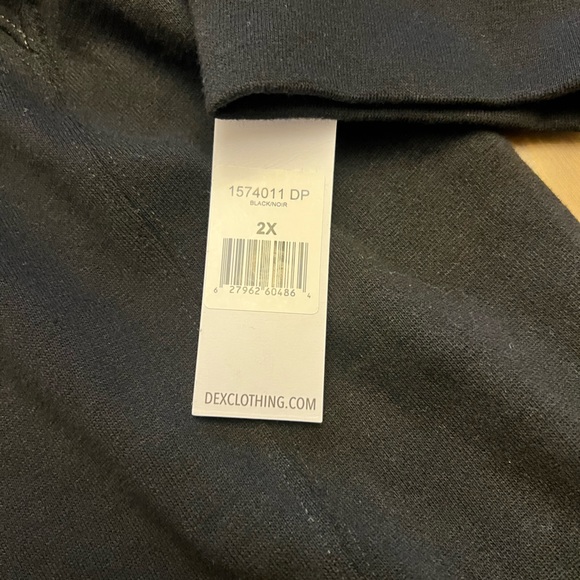 1574011 DP
BLACK/NOIR
2X
6 27962 60486 4
DEXCLOTHING.COM